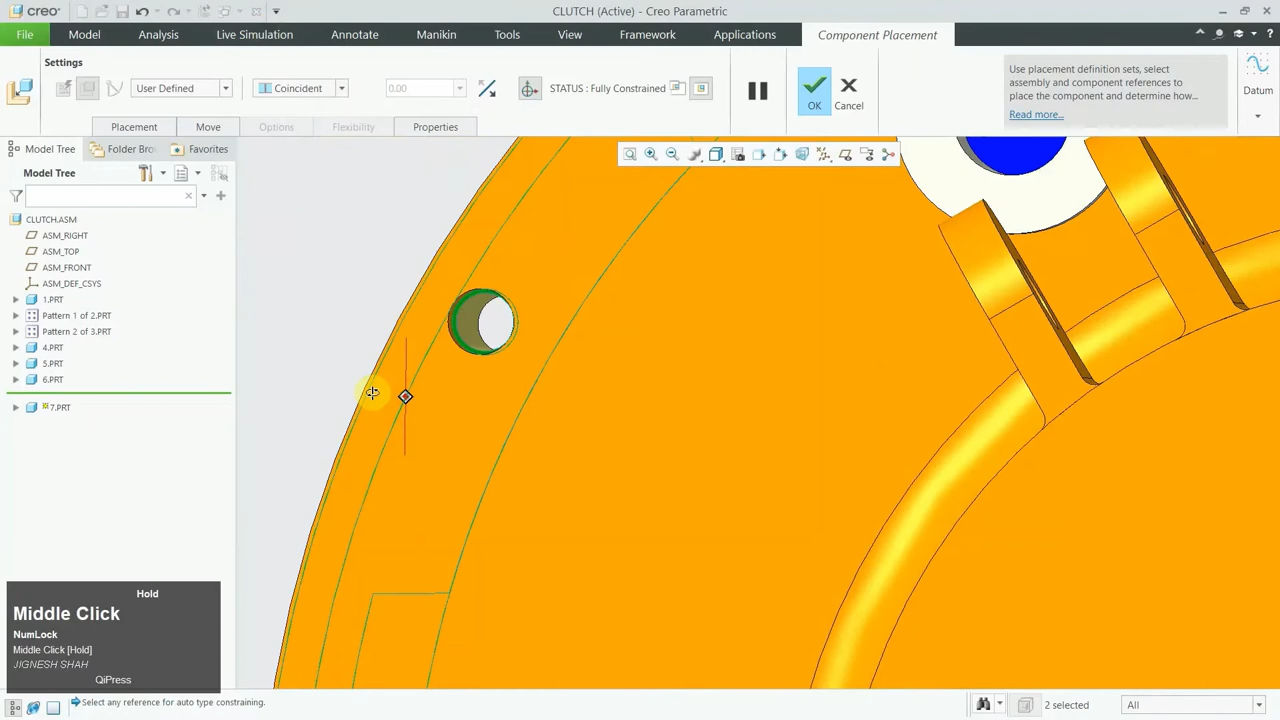 creo
CLUTCH (Active) - Creo Parametric
File
Model
Analysis
Live Simulation
Annotate
Manikin
Tools
View
Framework
Applications
Component Placement
Settings
User Defined
Coincident
0.00
STATUS : Fully Constrained
OK
Cancel
Use placement definition sets, select
assembly and component references to
place the component and determine how...
Read more...
Datum
Placement
Move
Options
Flexibility
Properties
Model Tree
Folder Bro
Favorites
Model Tree
CLUTCH.ASM
ASM_RIGHT
ASM_TOP
ASM_FRONT
ASM_DEF_CSYS
1.PRT
Pattern 1 of 2.PRT
Pattern 2 of 3.PRT
4.PRT
5.PRT
6.PRT
7.PRT
Hold
Middle Click
NumLock
Middle Click [Hold]
JIGNESH SHAH
QiPress
Select any reference for auto type constraining.
2 selected
All